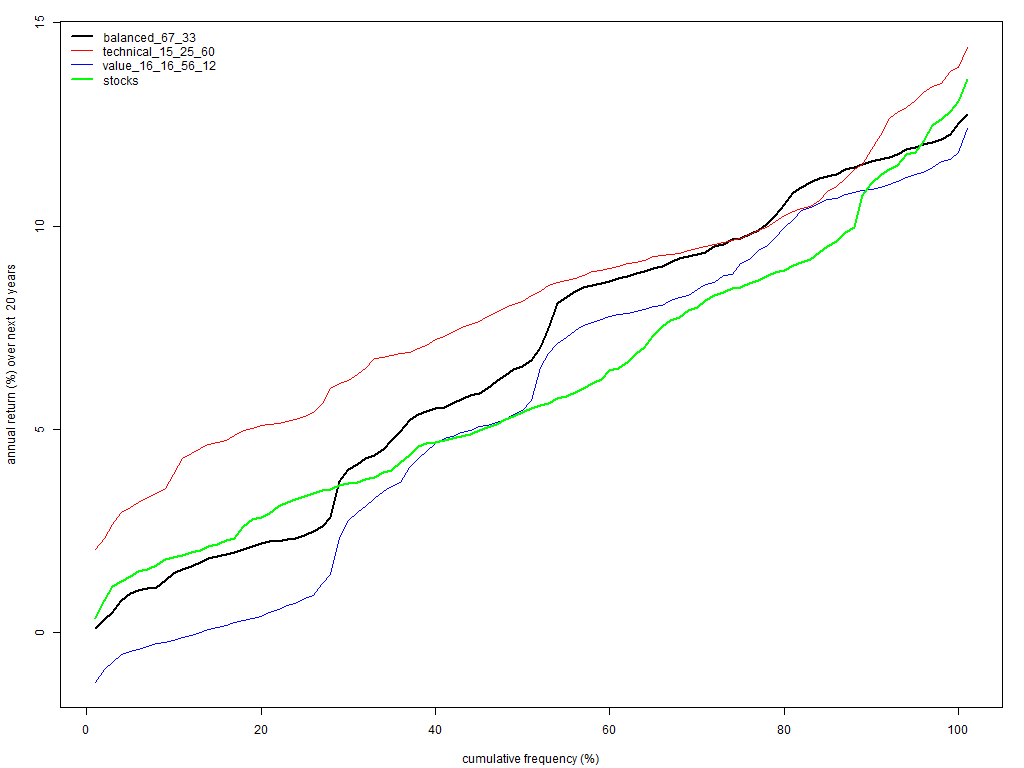 balanced_67_33
technical_15_25_60
value_16_16_56_12
stocks
15
10
5
0
annual return (%) over next  20 years
0 20 40 60 80 100
cumulative frequency (%)